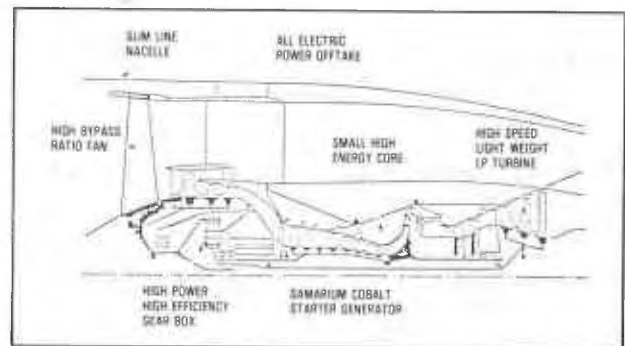 SLIM LINE
NACELLE
ALL ELECTRIC
POWER OFFTAKE
HIGH BYPASS
RATIO FAN
SMALL HIGH
ENERGY CORE
HIGH SPEED
LIGHT WEIGHT
LP TURBINE
HIGH POWER
HIGH EFFICIENCY
GEAR BOX
SAMARIUM COBALT
STARTER GENERATOR